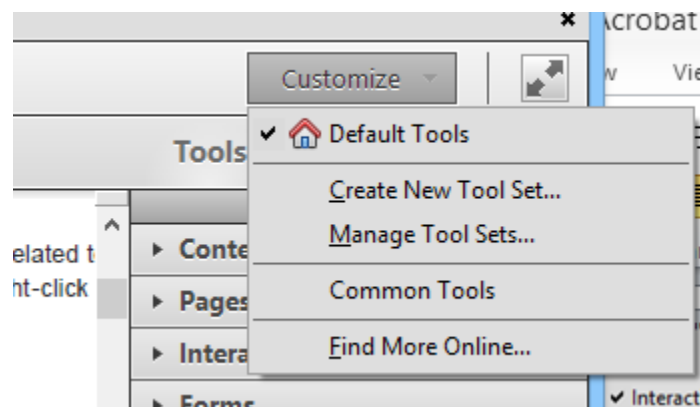 Acrobat
Customize
w Vie
Tools
Default Tools
Create New Tool Set...
Manage Tool Sets...
Common Tools
Find More Online...
elated t
ht-click
Conte
Pages
Intera
Forms
Interact